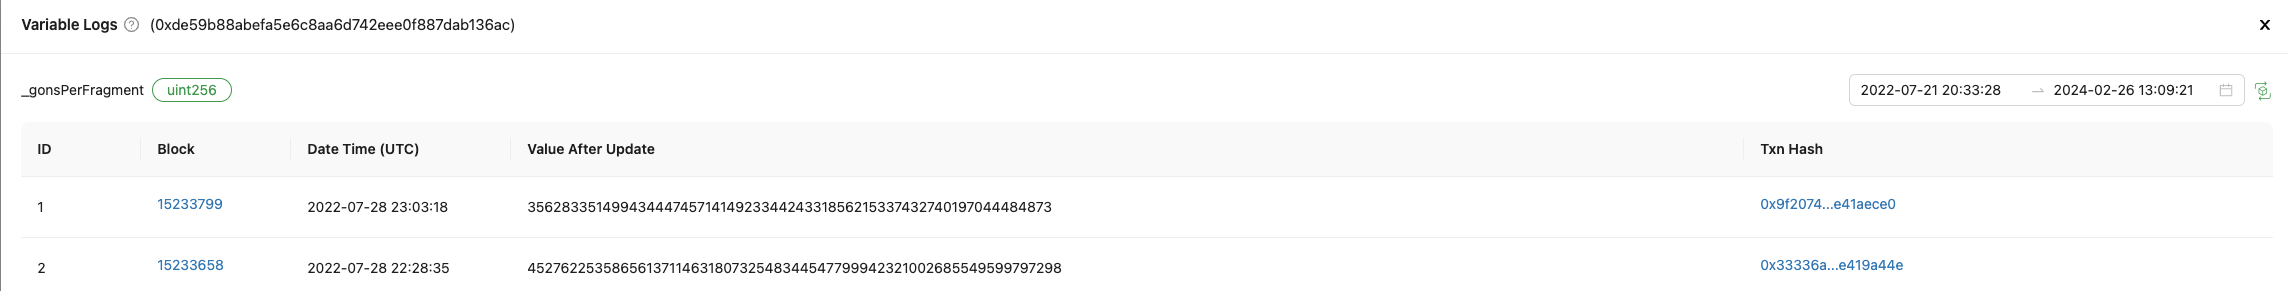 Variable Logs ? (0xde59b88abefa5e6c8aa6d742eee0f887dab136ac) X
_gonsPerFragment uint256 2022-07-21 20:33:28 → 2024-02-26 13:09:21
ID Block Date Time (UTC) Value After Update Txn Hash
1 15233799 2022-07-28 23:03:18 356283351499434447457141492334424331856215337432740197044484873 0x9f2074...e41aece0
2 15233658 2022-07-28 22:28:35 4527622535865613711463180732548344547799942321002685549599797298 0x33336a...e419a44e